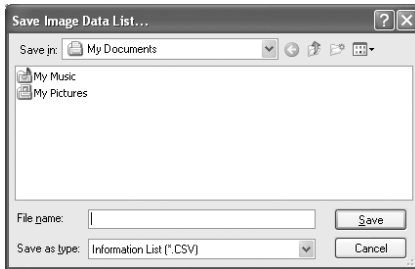 Save Image Data List...
Save in: My Documents
My Music
My Pictures
File name: Save
Save as type: Information List (*.CSV) Cancel